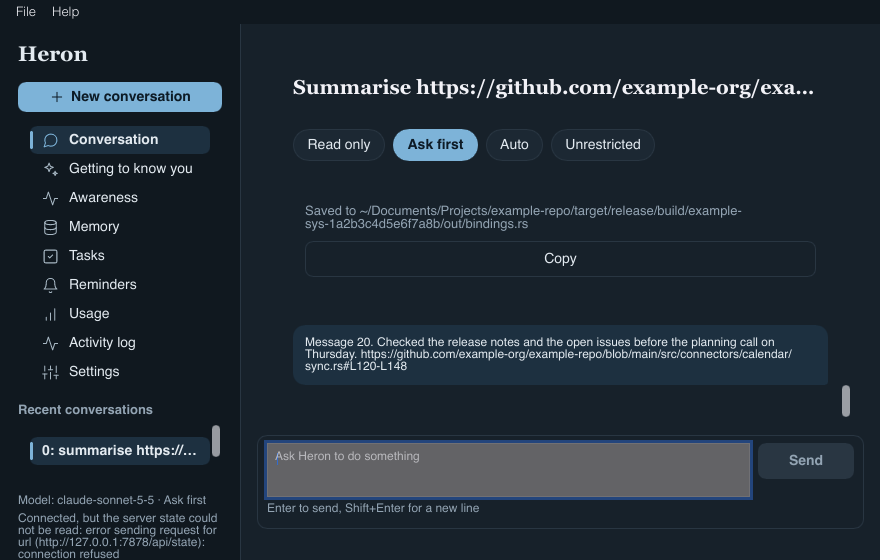 File Help
Heron
+ New conversation
Conversation
Getting to know you
Awareness
Memory
Tasks
Reminders
Usage
Activity log
Settings
Recent conversations
0: summarise https://...
Model: claude-sonnet-5-5 · Ask first
Connected, but the server state could
not be read: error sending request for
url (http://127.0.0.1:7878/api/state):
connection refused
Summarise https://github.com/example-org/exa...
Read only Ask first Auto Unrestricted
Saved to ~/Documents/Projects/example-repo/target/release/build/example-
sys-1a2b3c4d5e6f7a8b/out/bindings.rs
Copy
Message 20. Checked the release notes and the open issues before the planning call on
Thursday. https://github.com/example-org/example-repo/blob/main/src/connectors/calendar/
sync.rs#L120-L148
Ask Heron to do something
Send
Enter to send, Shift+Enter for a new line